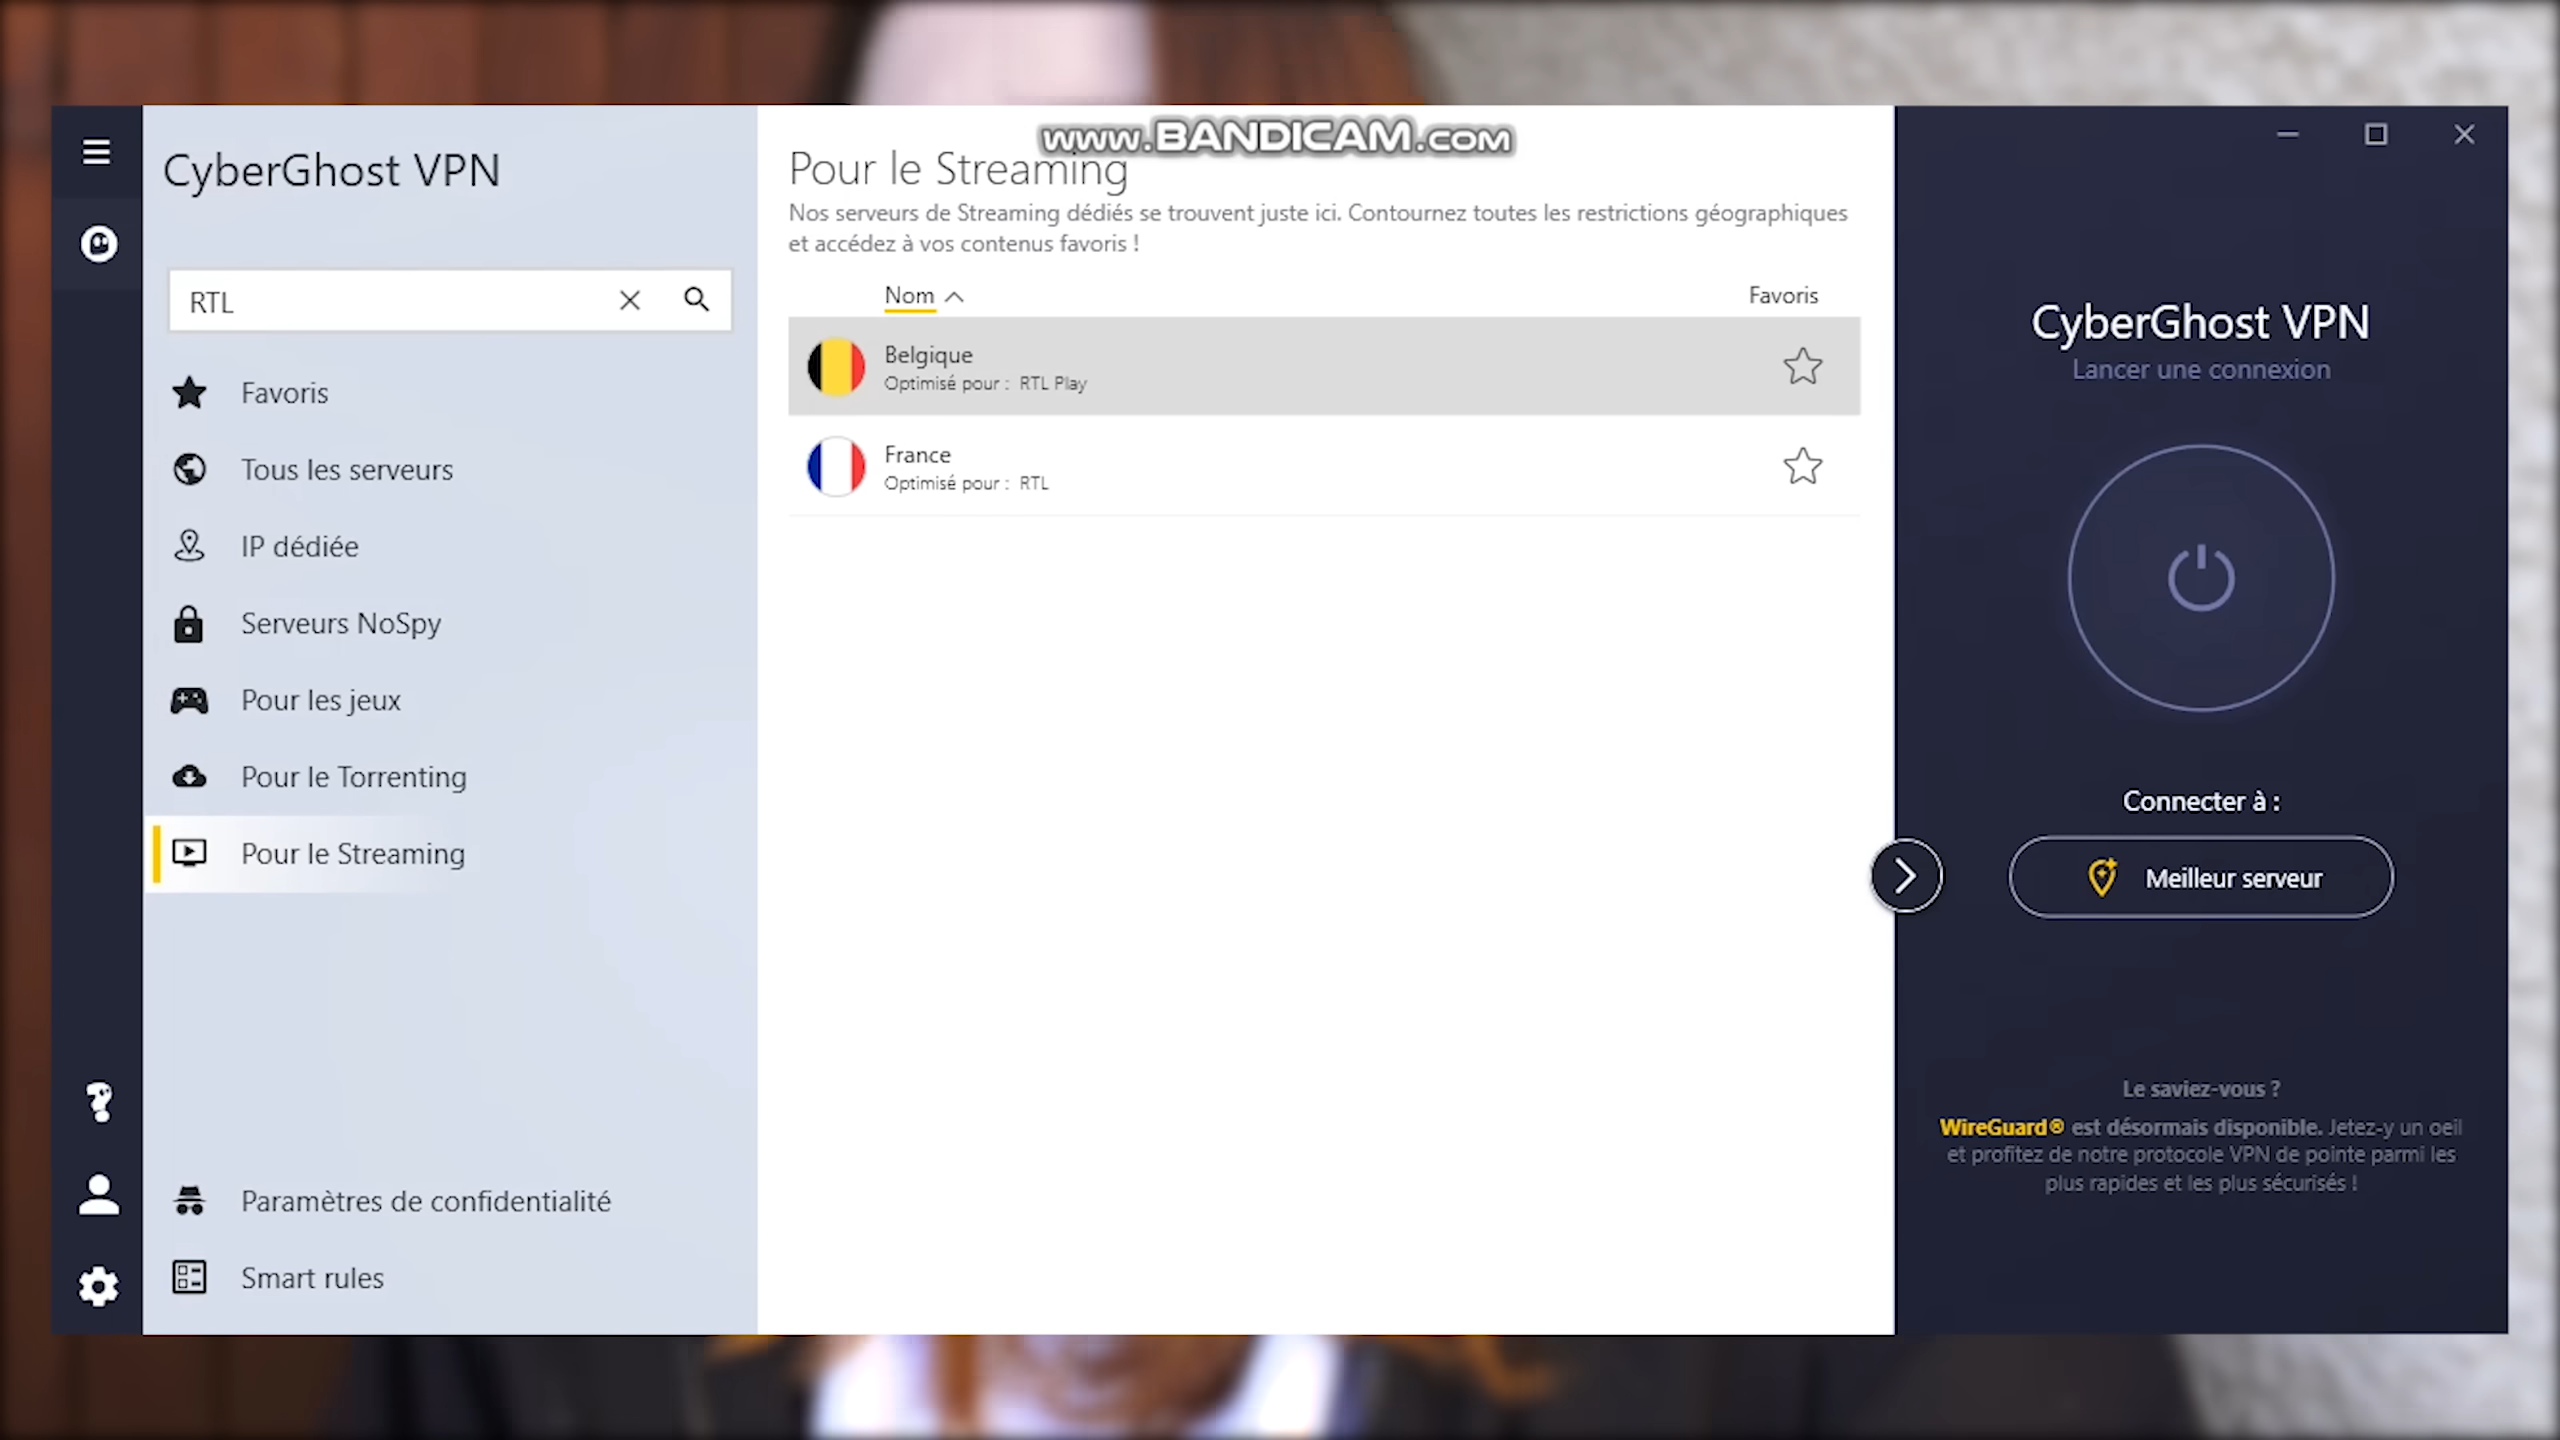 www.BANDICAM.com
CyberGhost VPN
RTL
Favoris
Tous les serveurs
IP dédiée
Serveurs NoSpy
Pour les jeux
Pour le Torrenting
Pour le Streaming
Paramètres de confidentialité
Smart rules
Pour le Streaming
Nos serveurs de Streaming dédiés se trouvent juste ici. Contournez toutes les restrictions géographiques
et accédez à vos contenus favoris !
Nom Favoris
Belgique
Optimisé pour : RTL Play
France
Optimisé pour : RTL
CyberGhost VPN
Lancer une connexion
Connecter à :
Meilleur serveur
Le saviez-vous ?
WireGuard® est désormais disponible. Jetez-y un oeil
et profitez de notre protocole VPN de pointe parmi les
plus rapides et les plus sécurisés !